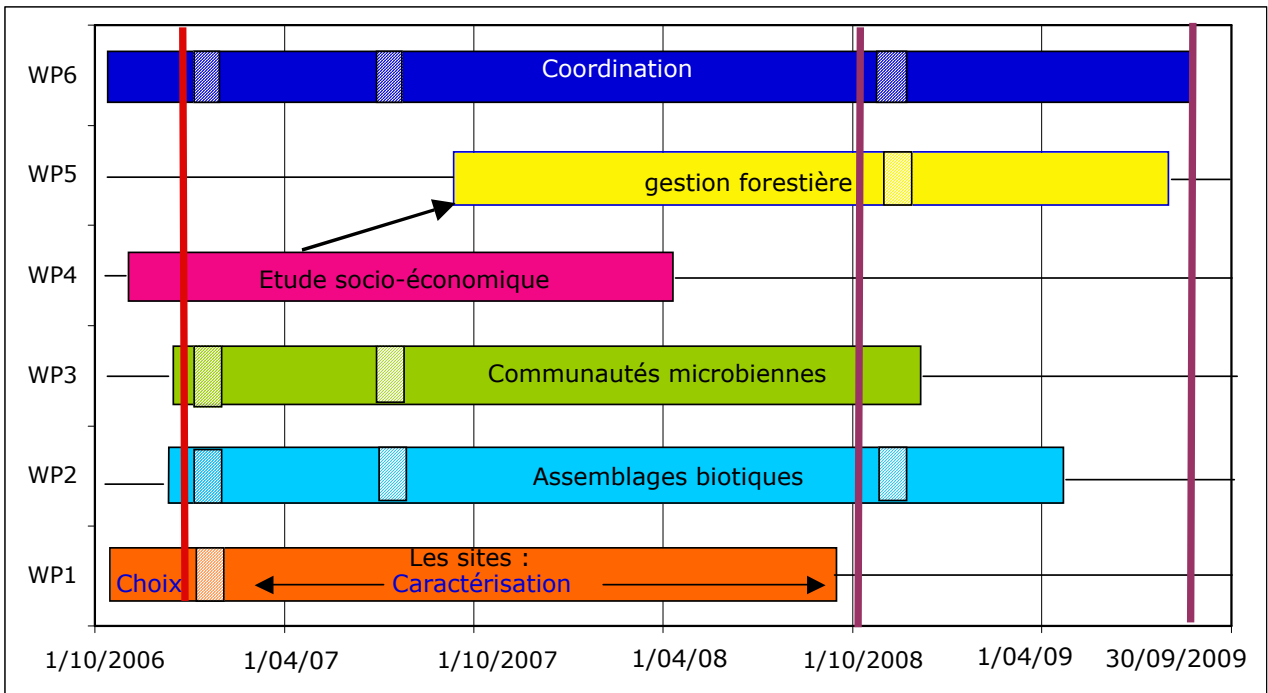 WP6
Coordination
WP5
gestion forestière
WP4
Etude socio-économique
WP3
Communautés microbiennes
WP2
Assemblages biotiques
WP1
Les sites :
Choix
Caractérisation
1/10/2006
1/04/07
1/10/2007
1/04/08
1/10/2008
1/04/09
30/09/2009